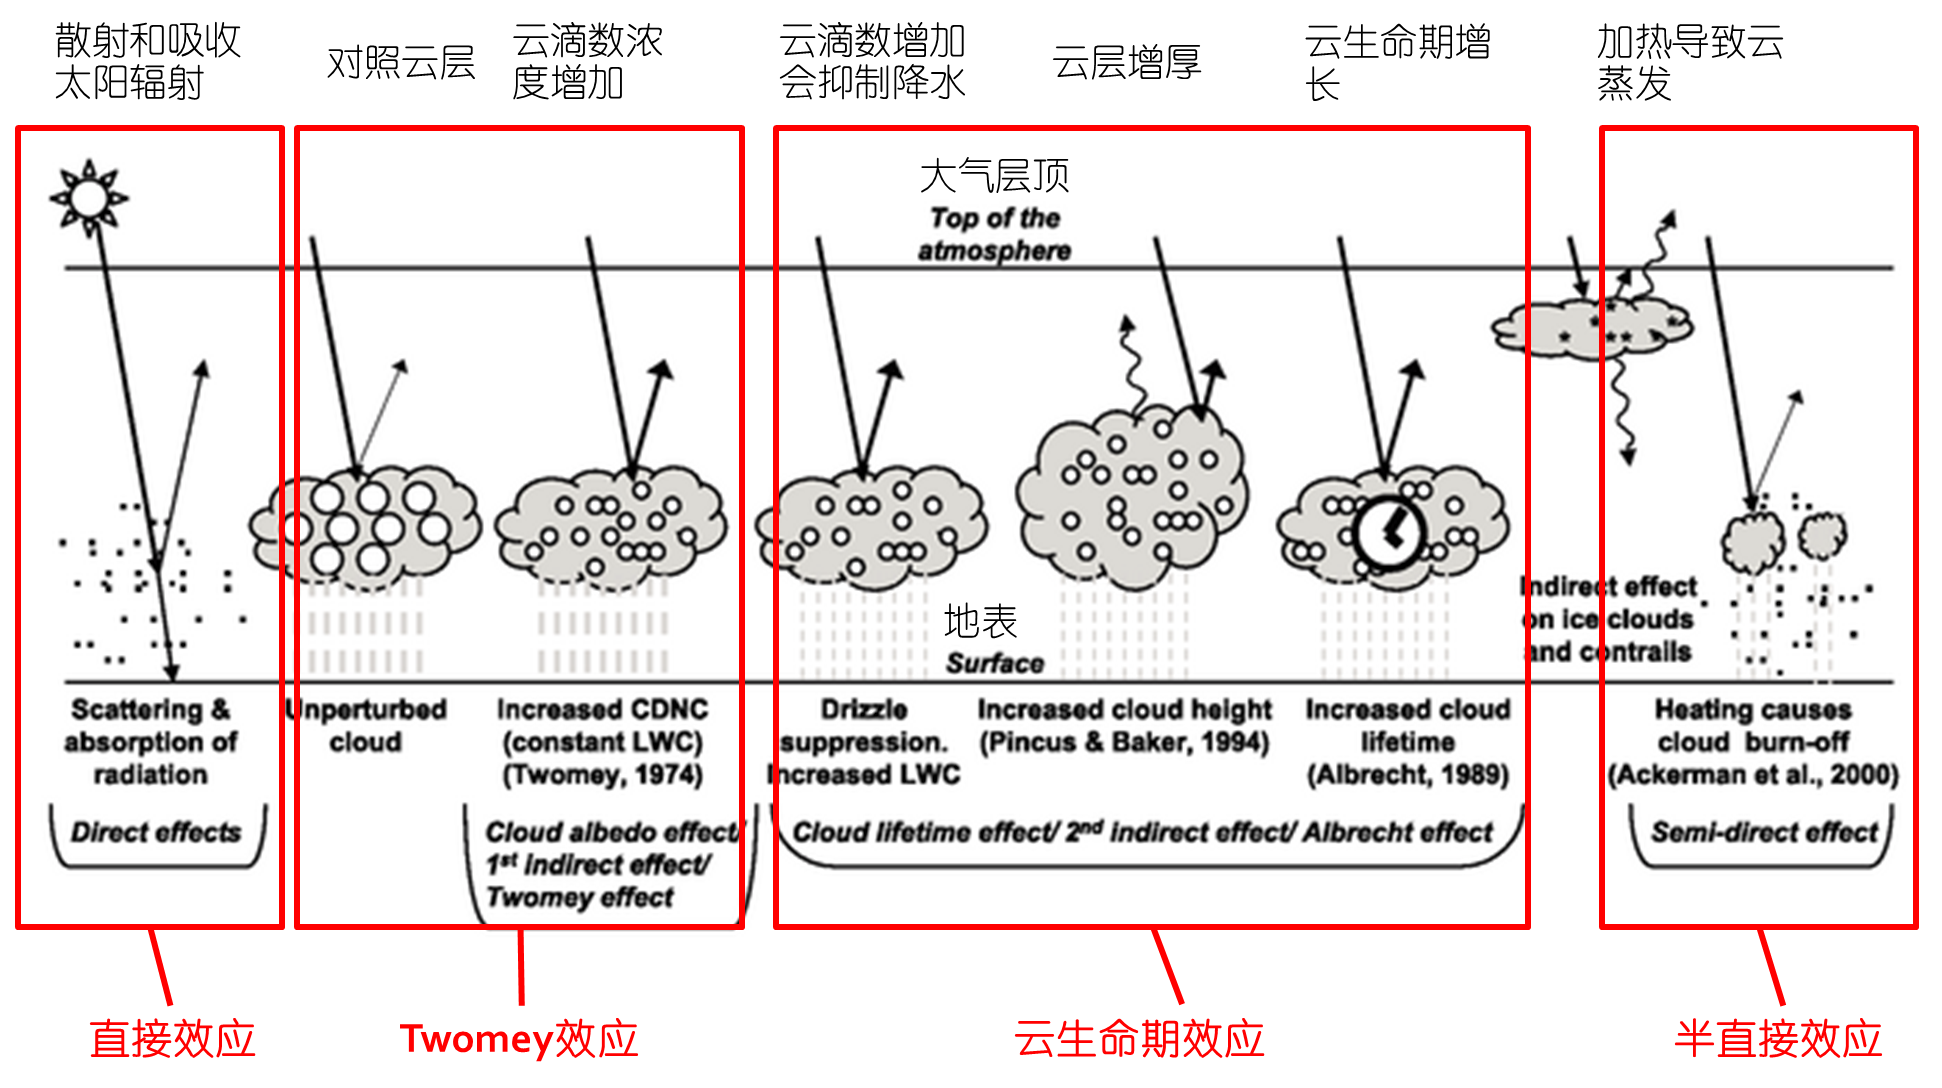 散射和吸收
太阳辐射
对照云层
云滴数浓
度增加
云滴数增加
会抑制降水
云层增厚
云生命期增
长
加热导致云
蒸发
大气层顶
Top of the
atmosphere
地表
Surface
Indirect effect
on ice clouds
and contrails
Scattering &
absorption of
radiation
Unperturbed
cloud
Increased CDNC
(constant LWC)
(Twomey, 1974)
Drizzle
suppression.
Increased LWC
Increased cloud height
(Pincus & Baker, 1994)
Increased cloud
lifetime
(Albrecht, 1989)
Heating causes
cloud burn-off
(Ackerman et al., 2000)
Direct effects
Cloud albedo effect/
1st indirect effect/
Twomey effect
Cloud lifetime effect/ 2nd indirect effect/ Albrecht effect
Semi-direct effect
直接效应
Twomey效应
云生命期效应
半直接效应